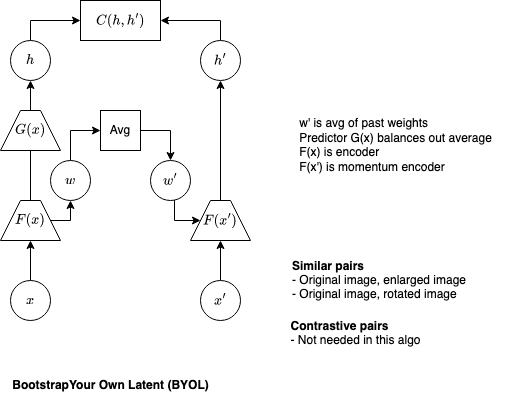 C(h, h′)
h
h′
G(x)
Avg
w
w′
F(x)
F(x′)
x
x′
w' is avg of past weights
Predictor G(x) balances out average
F(x) is encoder
F(x') is momentum encoder
Similar pairs
- Original image, enlarged image
- Original image, rotated image
Contrastive pairs
- Not needed in this algo
BootstrapYour Own Latent (BYOL)